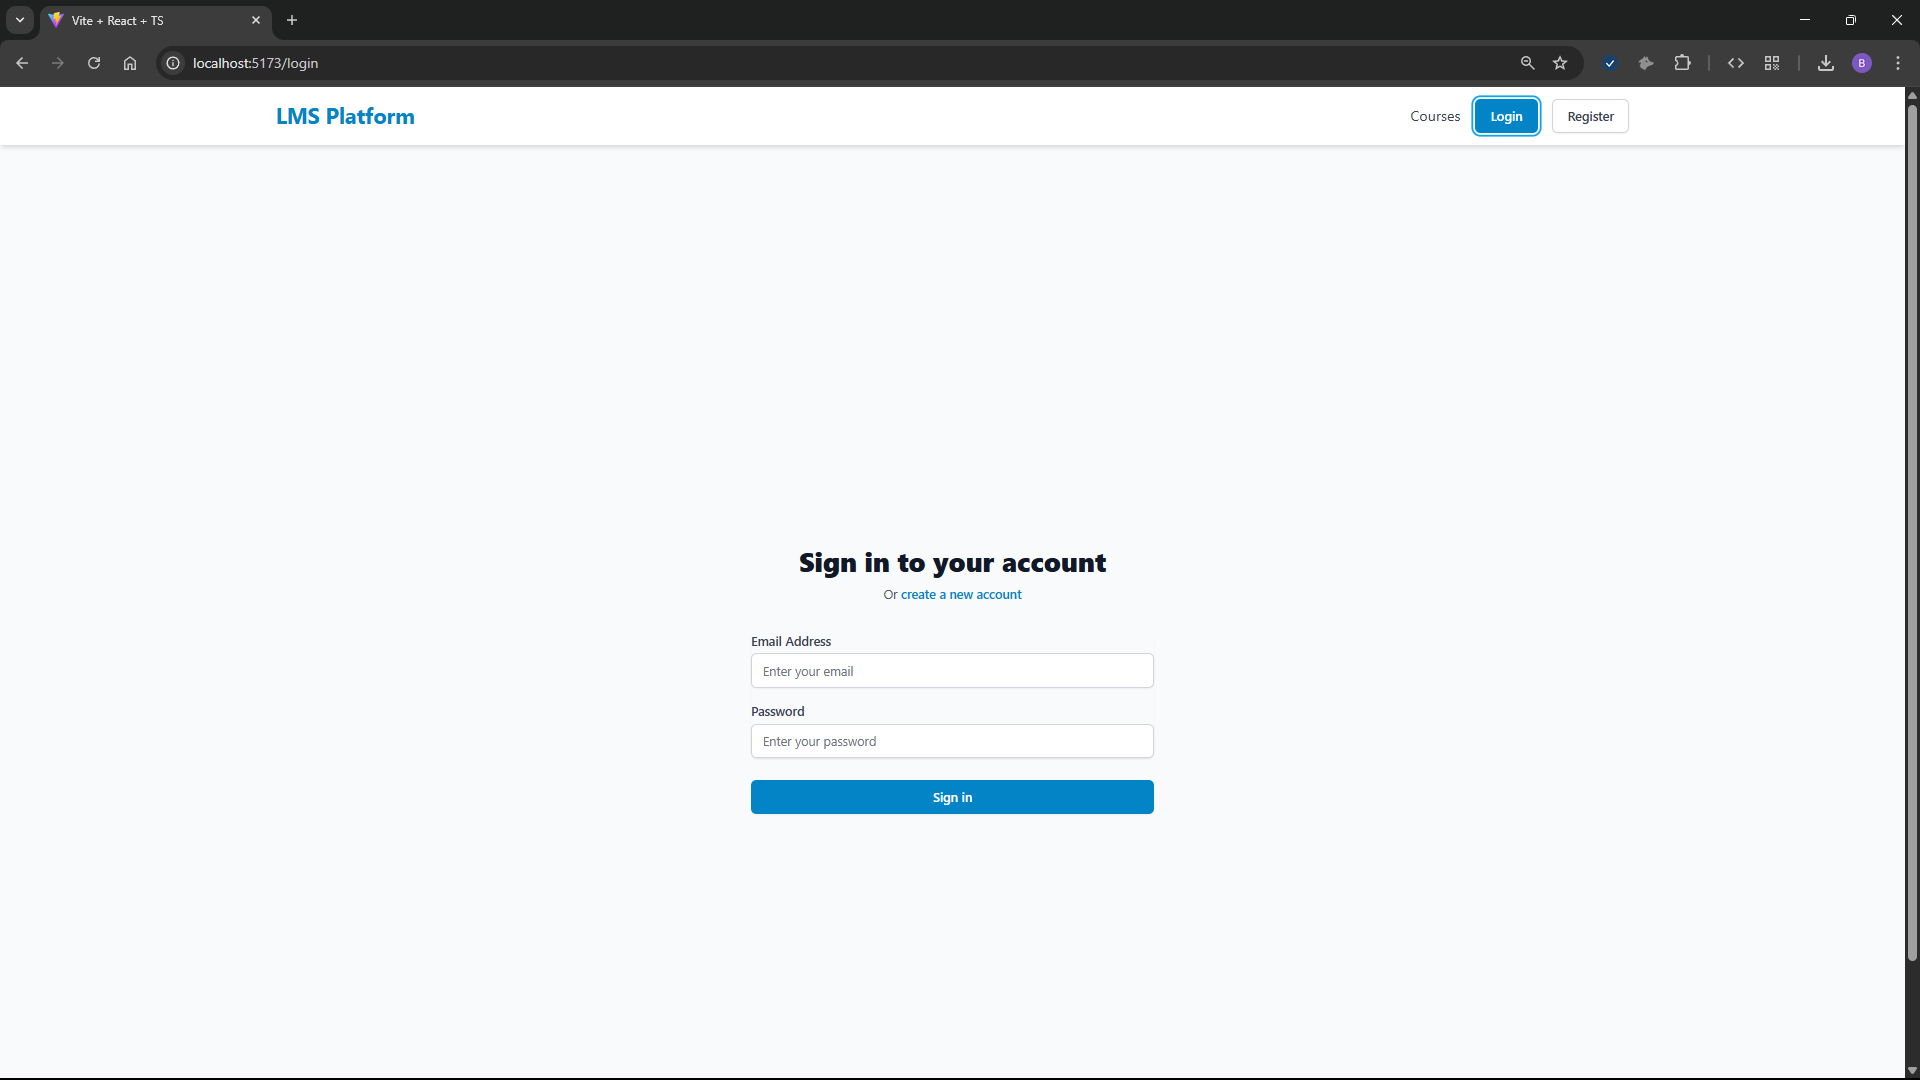 Vite + React + TS
localhost:5173/login
B
LMS Platform
Courses
Login
Register
Sign in to your account
Or create a new account
Email Address
Enter your email
Password
Enter your password
Sign in